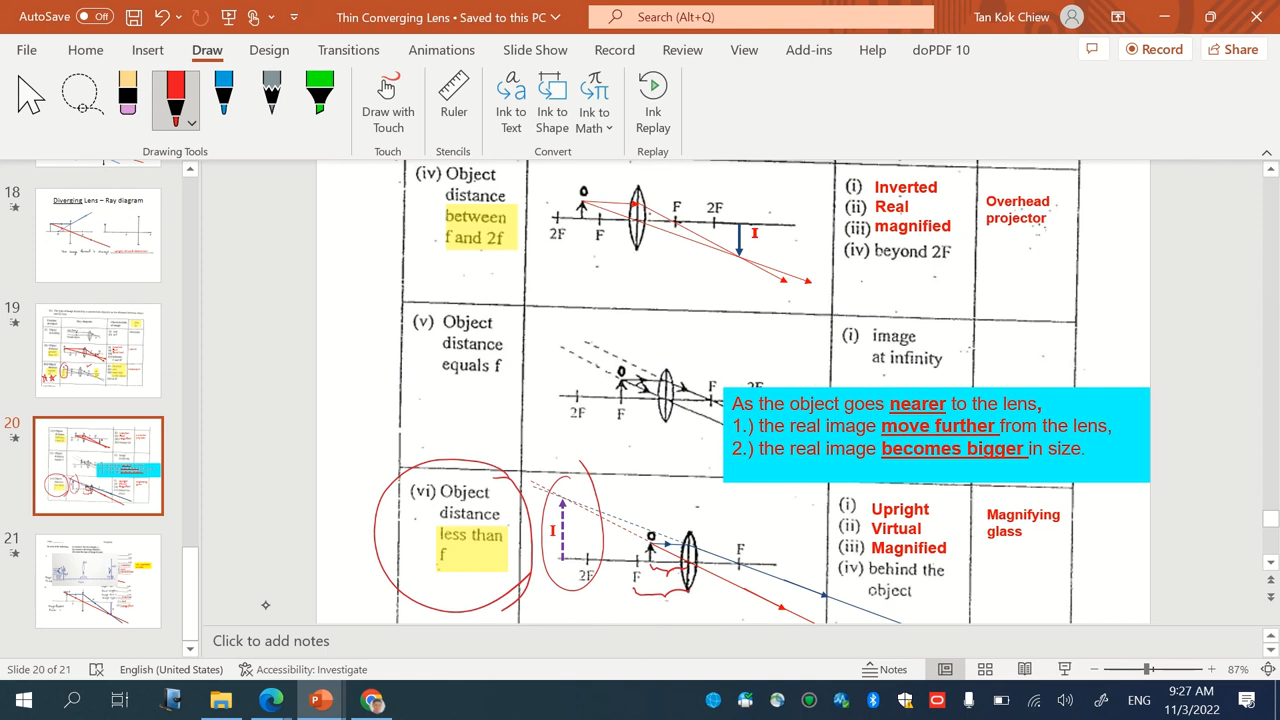 AutoSave Off
Thin Converging Lens • Saved to this PC
Search (Alt+Q)
Tan Kok Chiew
File Home Insert Draw Design Transitions Animations Slide Show Record Review View Add-ins Help doPDF 10
Record
Share
Draw with Touch
Ruler
Ink to Text
Ink to Shape
Ink to Math
Ink Replay
Drawing Tools
Touch
Stencils
Convert
Replay
18
Diverging Lens – Ray diagram
19
20
21
(iv) Object
distance
between
f and 2f
O
2F
F
F
2F
I
(i) Inverted
(ii) Real
(iii) magnified
(iv) beyond 2F
Overhead
projector
(v) Object
distance
equals f
O
2F
F
F
2F
(i) image
at infinity
As the object goes nearer to the lens,
1.) the real image move further from the lens,
2.) the real image becomes bigger in size.
(vi) Object
distance
less than
f
I
O
2F
F
F
(i) Upright
(ii) Virtual
(iii) Magnified
(iv) behind the
object
Magnifying
glass
Click to add notes
Slide 20 of 21
English (United States)
Accessibility: Investigate
Notes
87%
ENG
9:27 AM
11/3/2022